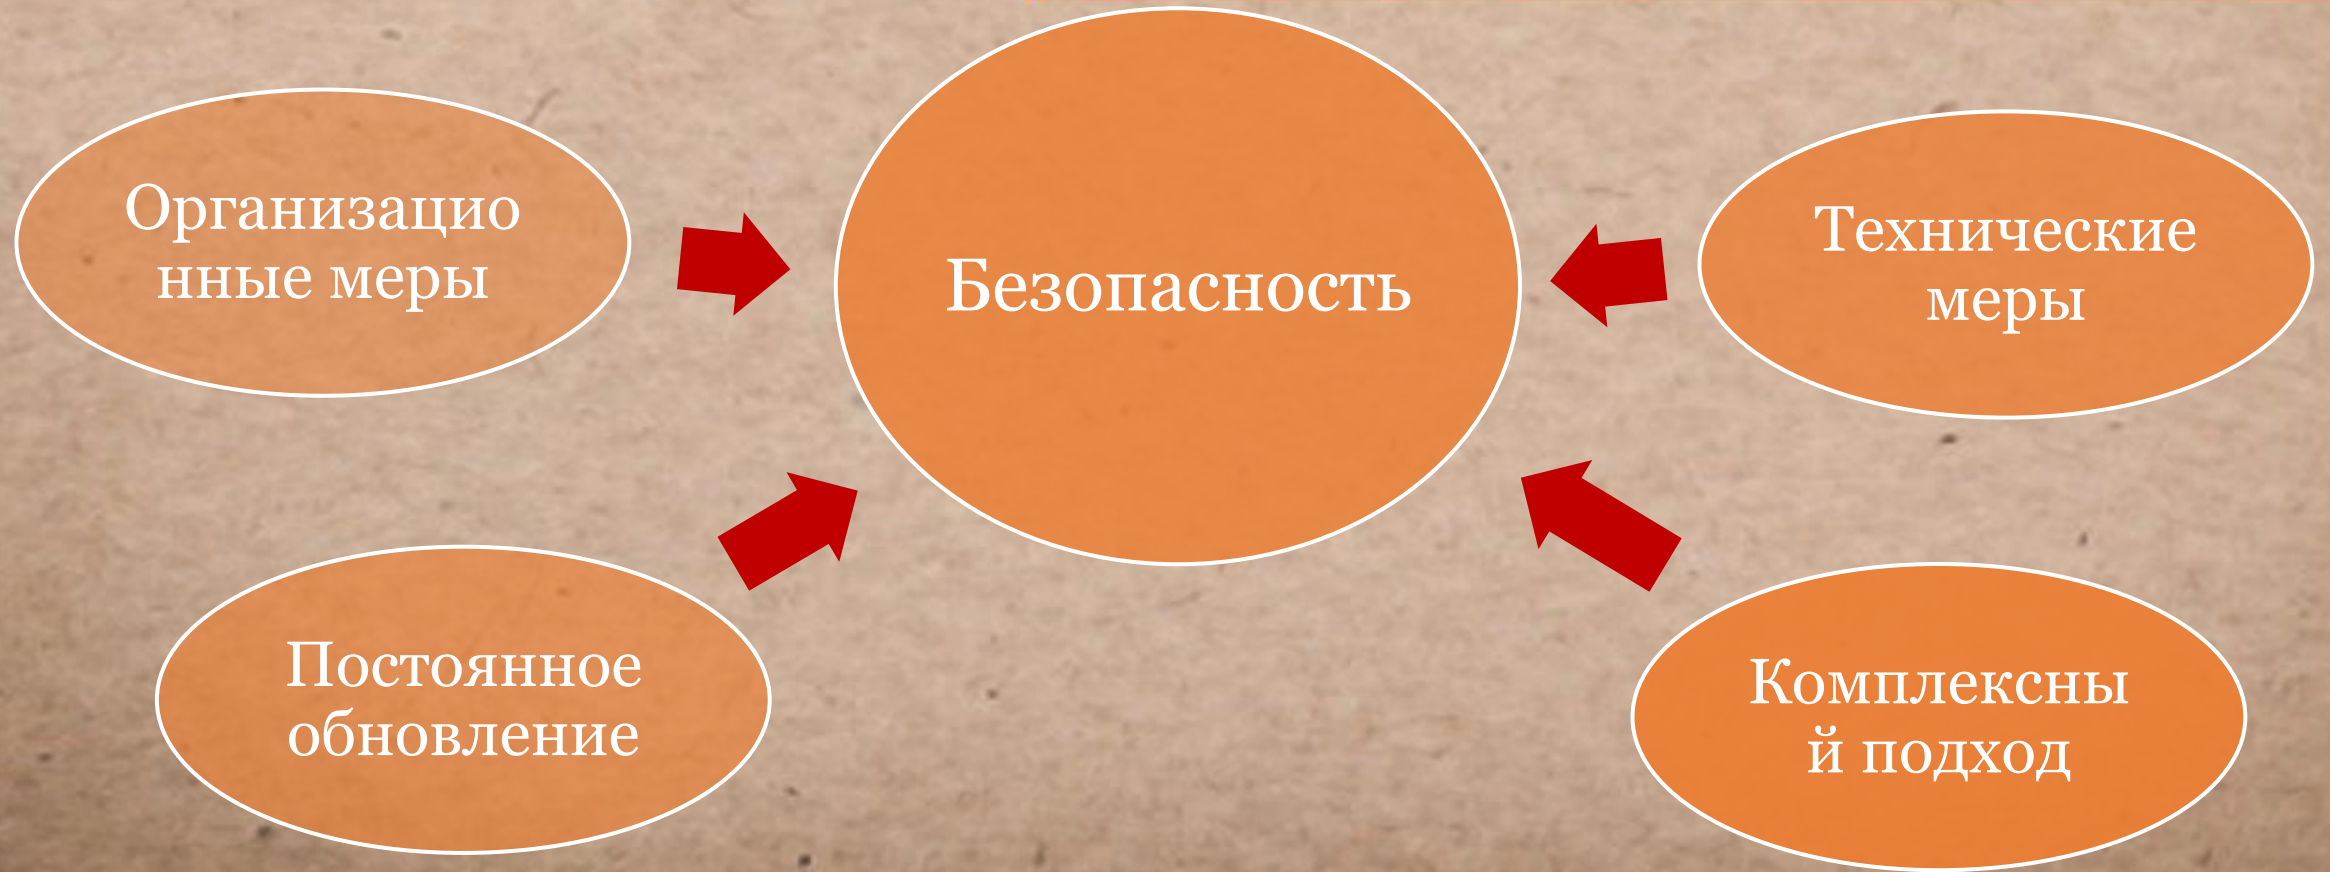 Организацио
нные меры
Безопасность
Технические
меры
Постоянное
обновление
Комплексны
й подход